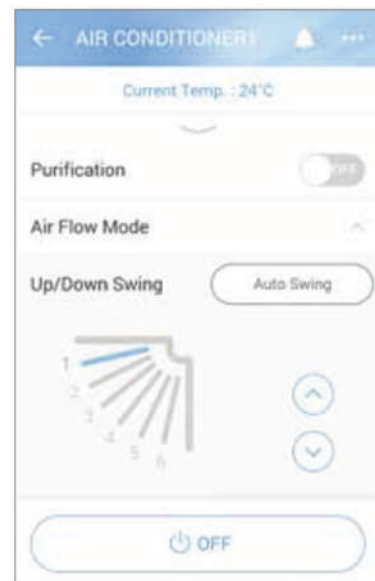 AIR CONDITIONER1
Current Temp. : 24°C
Purification
OFF
Air Flow Mode
Up/Down Swing
Auto Swing
1
2
3
4
5
6
OFF